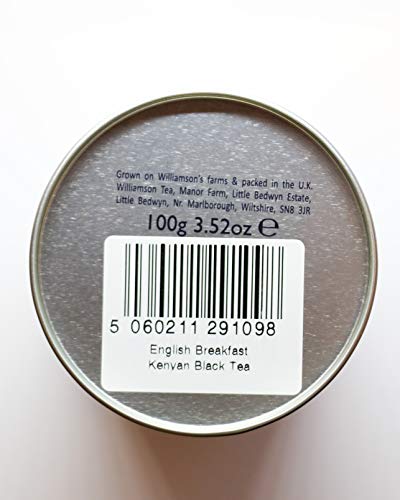 Grown on Williamson's farms & packed in the U.K.
Williamson Tea, Manor Farm, Little Bedwyn Estate,
Little Bedwyn, Nr. Marlborough, Wiltshire, SN8 3JR
100g 3.52oz ℮
5 060211 291098
English Breakfast
Kenyan Black Tea